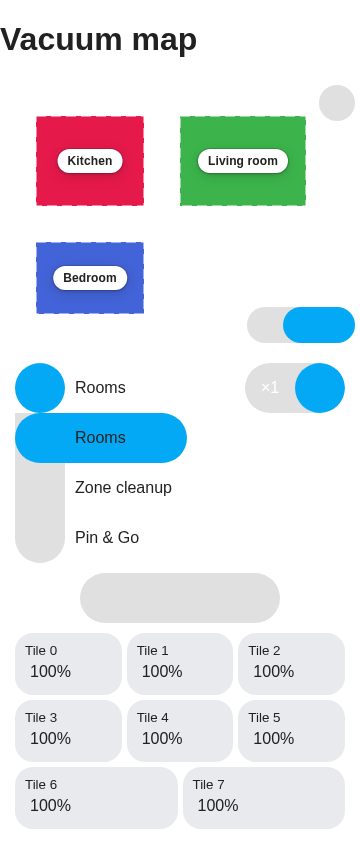 Vacuum map
Kitchen
Living room
Bedroom
Rooms
×1
Rooms
Zone cleanup
Pin & Go
Tile 0
100%
Tile 1
100%
Tile 2
100%
Tile 3
100%
Tile 4
100%
Tile 5
100%
Tile 6
100%
Tile 7
100%